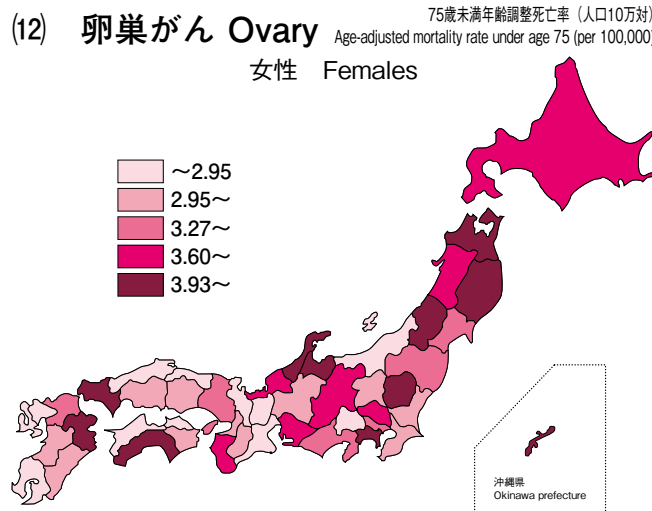 (12) 卵巣がん Ovary
75歳未満年齢調整死亡率（人口10万対）
Age-adjusted mortality rate under age 75 (per 100,000)
女性 Females
～2.95
2.95～
3.27～
3.60～
3.93～
沖縄県
Okinawa prefecture